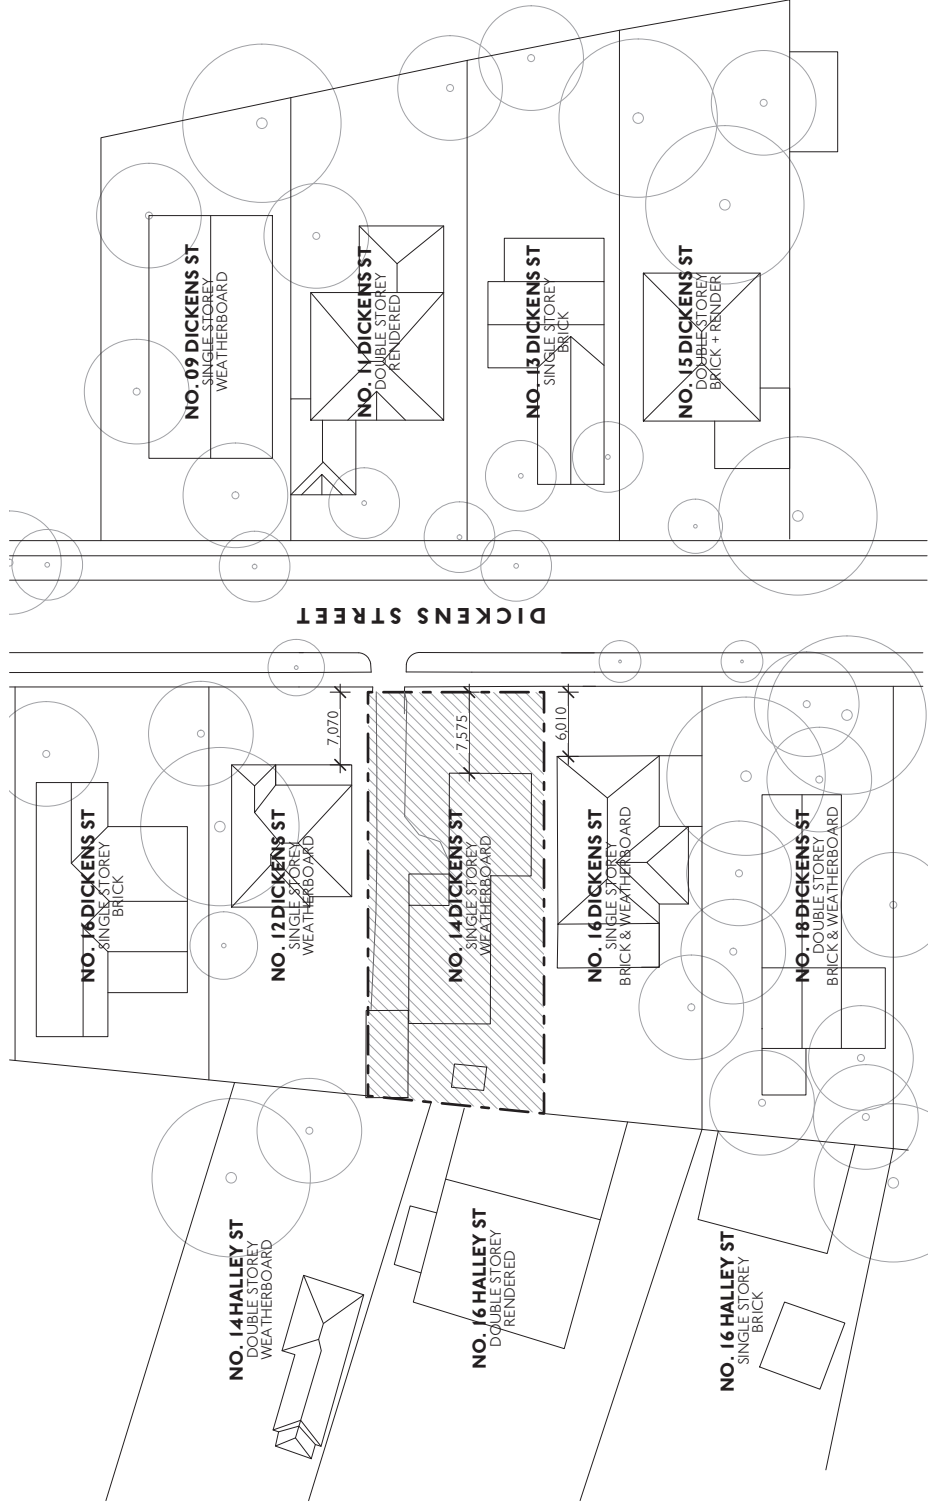 NO. 09 DICKENS ST
SINGLE STOREY
WEATHERBOARD
NO. 11 DICKENS ST
DOUBLE STOREY
RENDERED
NO. 13 DICKENS ST
SINGLE STOREY
BRICK
NO. 15 DICKENS ST
DOUBLE STOREY
BRICK + RENDER
DICKENS STREET
7,070
7,575
6,010
NO. 16 DICKENS ST
SINGLE STOREY
BRICK
NO. 12 DICKENS ST
SINGLE STOREY
WEATHERBOARD
NO. 14 DICKENS ST
SINGLE STOREY
WEATHERBOARD
NO. 16 DICKENS ST
SINGLE STOREY
BRICK & WEATHERBOARD
NO. 18 DICKENS ST
DOUBLE STOREY
BRICK & WEATHERBOARD
NO. 14 HALLEY ST
DOUBLE STOREY
WEATHERBOARD
NO. 16 HALLEY ST
DOUBLE STOREY
RENDERED
NO. 16 HALLEY ST
SINGLE STOREY
BRICK